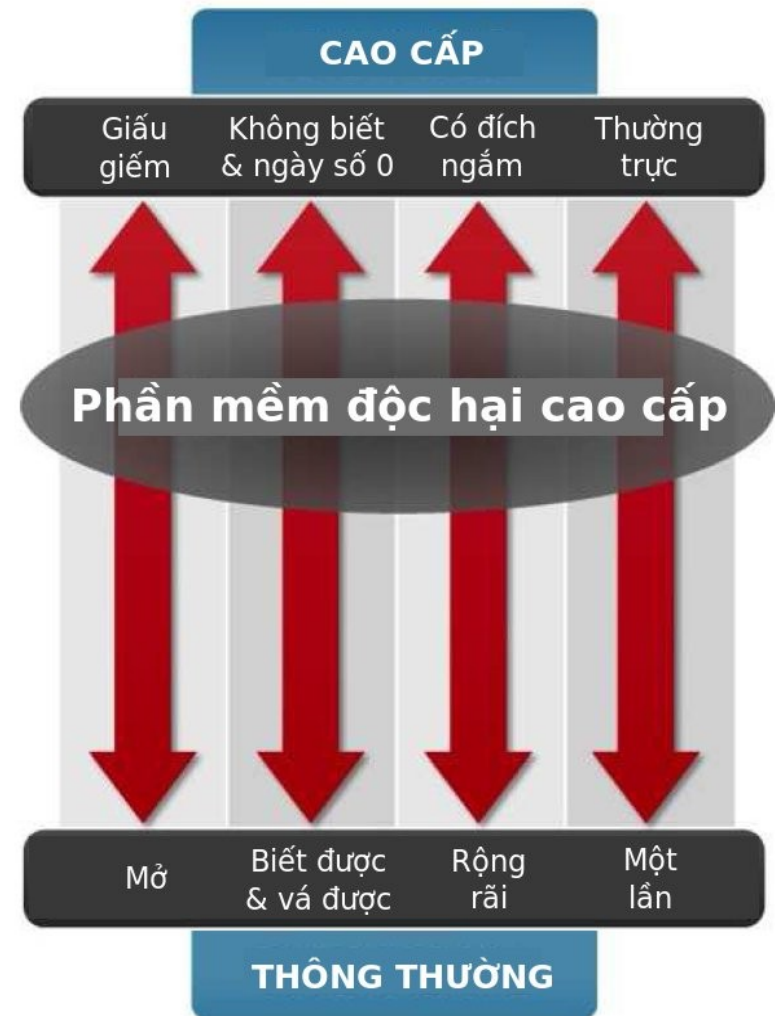 CAO CẤP
Giấu
giếm
Không biết
& ngày số 0
Có đích
ngắm
Thường
trực
Phần mềm độc hại cao cấp
Mở
Biết được
& vá được
Rộng
rãi
Một
lần
THÔNG THƯỜNG